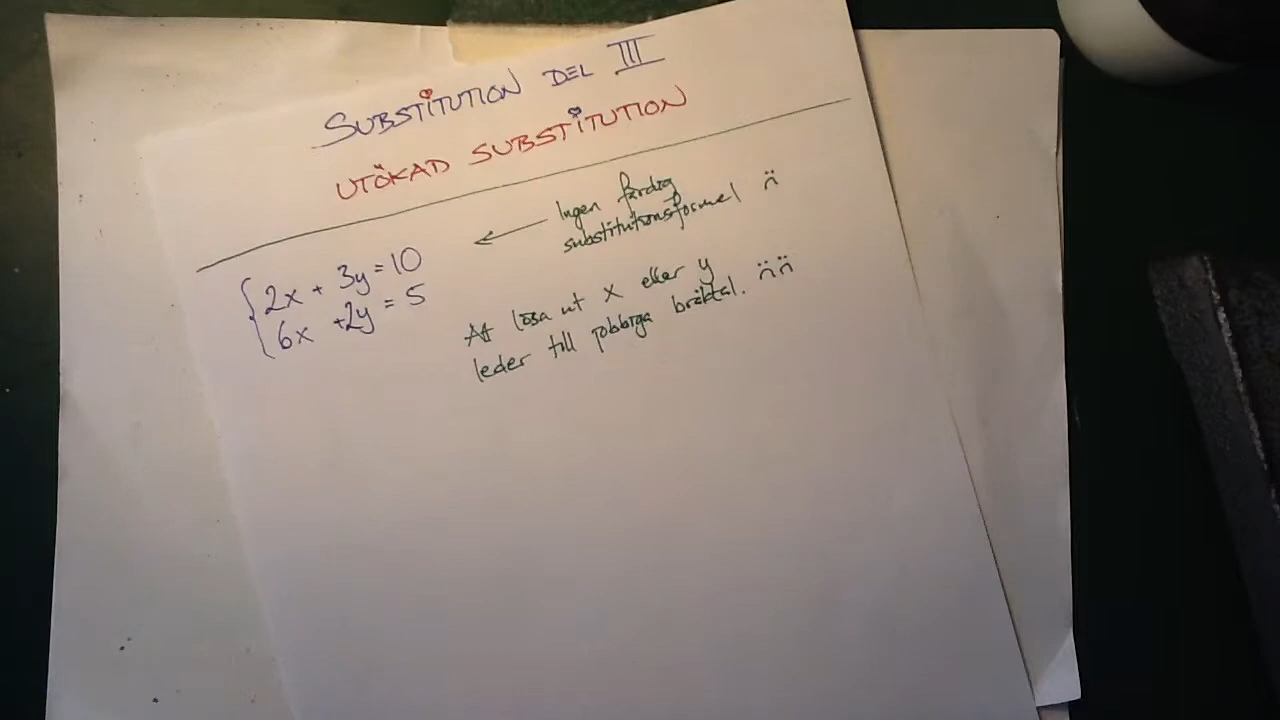 SUBSTITUTION DEL III
UTÖKAD SUBSTITUTION
2x + 3y = 10
6x + 2y = 5
Ingen färdig
substitutionsformel ö
Att lösa ut x eller y
leder till jobbiga bråktal. öö